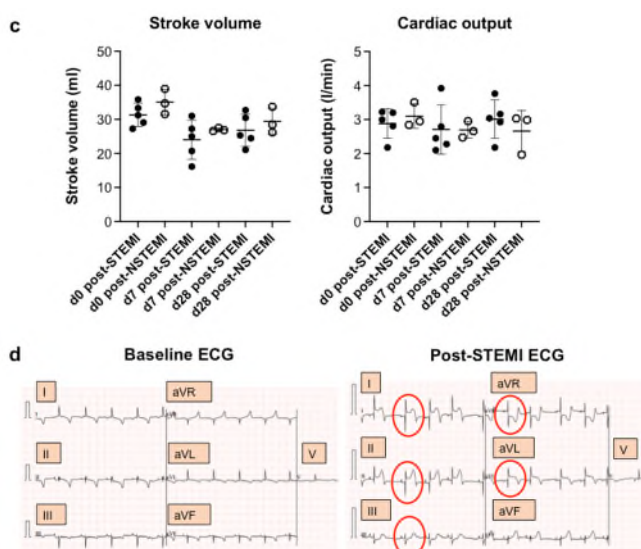 c
Stroke volume
Cardiac output
Stroke volume (ml)
50
40
30
20
10
0
d0 post-STEMI
d0 post-NSTEMI
d7 post-STEMI
d7 post-NSTEMI
d28 post-STEMI
d28 post-NSTEMI
Cardiac output (l/min)
5
4
3
2
1
0
d0 post-STEMI
d0 post-NSTEMI
d7 post-STEMI
d7 post-NSTEMI
d28 post-STEMI
d28 post-NSTEMI
d
Baseline ECG
Post-STEMI ECG
I
aVR
II
aVL
V
III
aVF
I
aVR
II
aVL
V
III
aVF